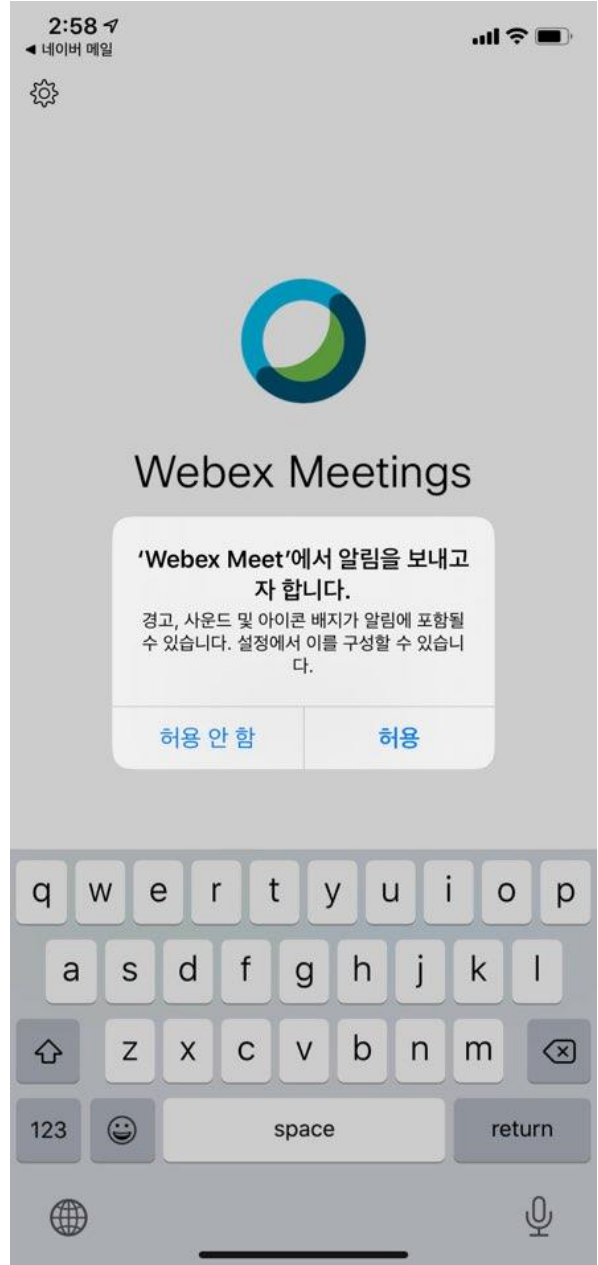 2:58
◀ 네이버 메일
Webex Meetings
‘Webex Meet’에서 알림을 보내고
자 합니다.
경고, 사운드 및 아이콘 배지가 알림에 포함될
수 있습니다. 설정에서 이를 구성할 수 있습니
다.
허용 안 함 허용
q w e r t y u i o p
a s d f g h j k l
z x c v b n m
123 space return